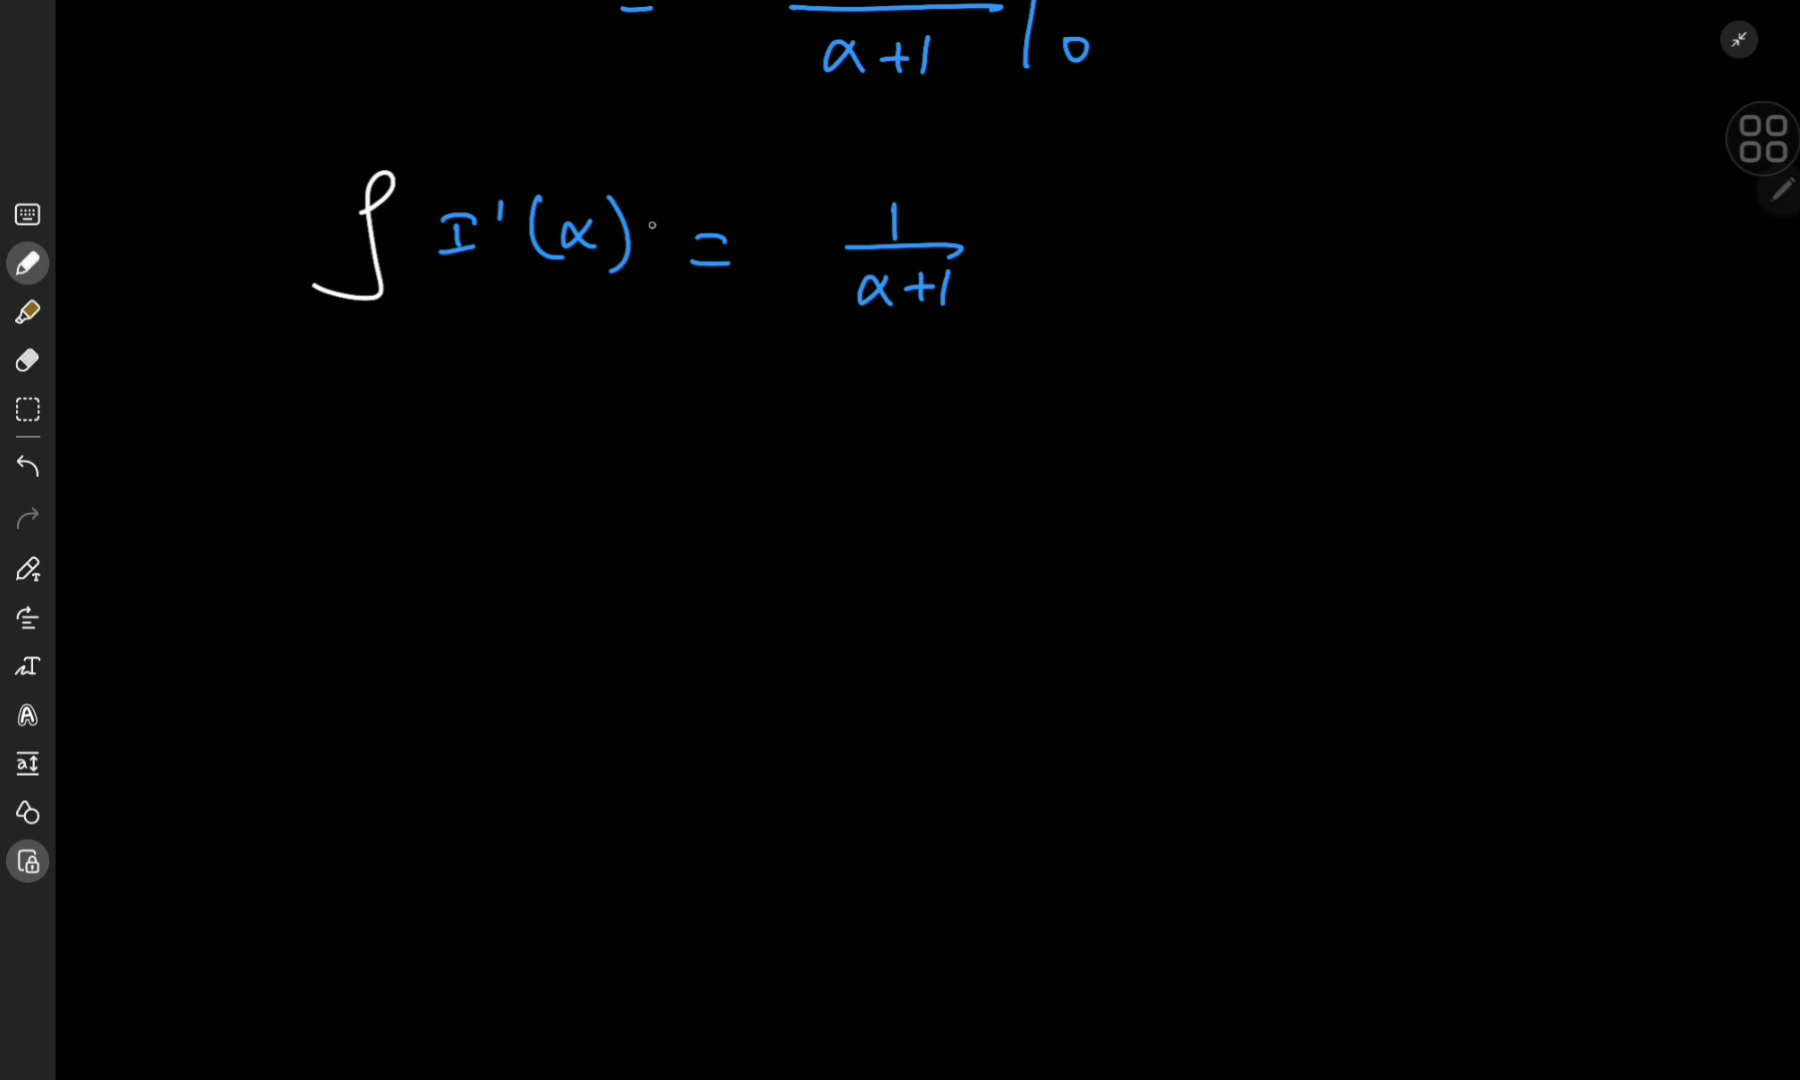 = ――― |₀
α+1
∫ I'(α) = 1/(α+1)